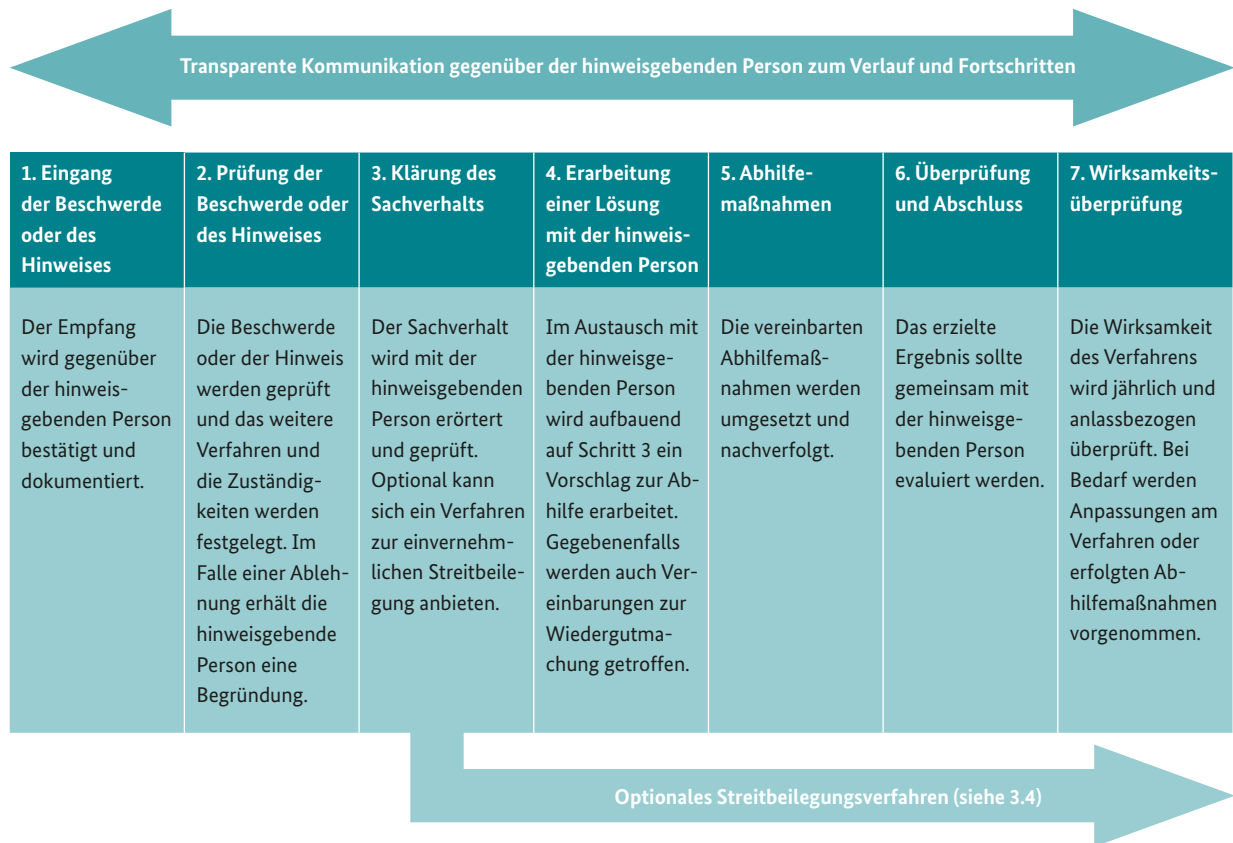 Transparente Kommunikation gegenüber der hinweisgebenden Person zum Verlauf und Fortschritten
1. Eingang
der Beschwerde
oder des
Hinweises
Der Empfang
wird gegenüber
der hinweis-
gebenden Person
bestätigt und
dokumentiert.
2. Prüfung der
Beschwerde oder
des Hinweises
Die Beschwerde
oder der Hinweis
werden geprüft
und das weitere
Verfahren und
die Zuständig-
keiten werden
festgelegt. Im
Falle einer Ableh-
nung erhält die
hinweisgebende
Person eine
Begründung.
3. Klärung des
Sachverhalts
Der Sachverhalt
wird mit der
hinweisgebenden
Person erörtert
und geprüft.
Optional kann
sich ein Verfahren
zur einvernehm-
lichen Streitbeile-
gung anbieten.
4. Erarbeitung
einer Lösung
mit der hinweis-
gebenden Person
Im Austausch mit
der hinweisge-
benden Person
wird aufbauend
auf Schritt 3 ein
Vorschlag zur Ab-
hilfe erarbeitet.
Gegebenenfalls
werden auch Ver-
einbarungen zur
Wiedergutma-
chung getroffen.
5. Abhilfe-
maßnahmen
Die vereinbarten
Abhilfemaß-
nahmen werden
umgesetzt und
nachverfolgt.
6. Überprüfung
und Abschluss
Das erzielte
Ergebnis sollte
gemeinsam mit
der hinweisge-
benden Person
evaluiert werden.
7. Wirksamkeits-
überprüfung
Die Wirksamkeit
des Verfahrens
wird jährlich und
anlassbezogen
überprüft. Bei
Bedarf werden
Anpassungen am
Verfahren oder
erfolgten Ab-
hilfemaßnahmen
vorgenommen.
Optionales Streitbeilegungsverfahren (siehe 3.4)